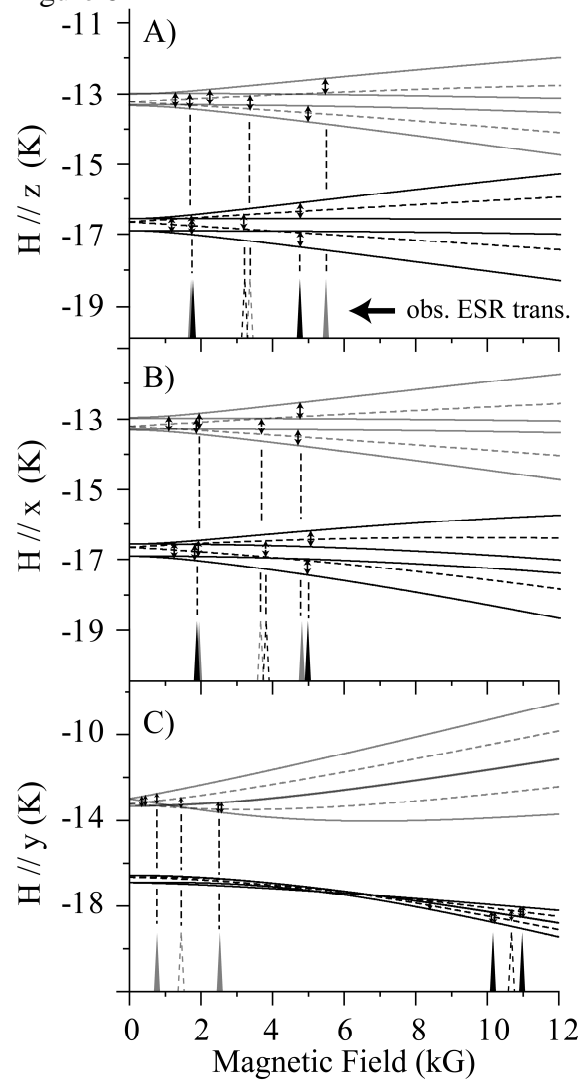 A)
-11
-13
-15
-17
-19
H // z (K)
obs. ESR trans.
B)
-13
-15
-17
-19
H // x (K)
C)
-10
-14
-18
H // y (K)
0 2 4 6 8 10 12
Magnetic Field (kG)